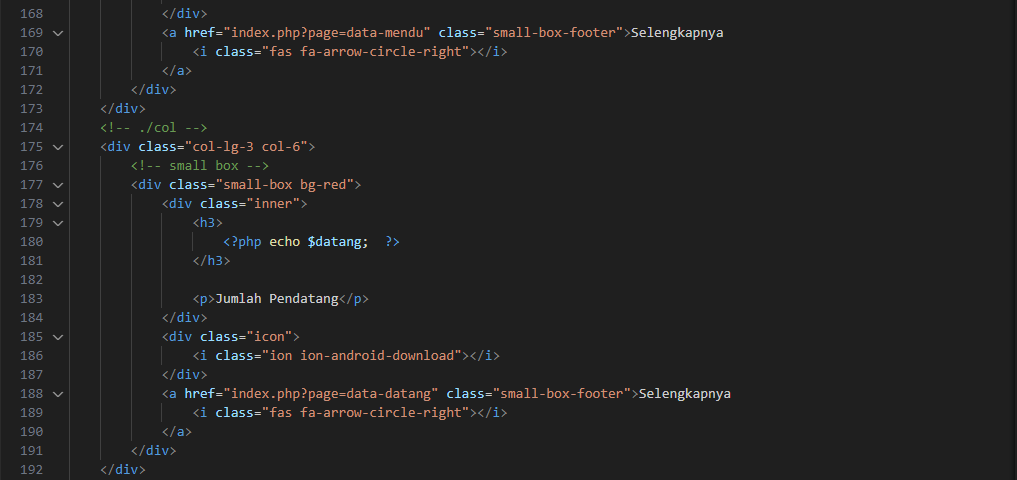 168             </div>
169             <a href="index.php?page=data-mendu" class="small-box-footer">Selengkapnya
170                 <i class="fas fa-arrow-circle-right"></i>
171             </a>
172         </div>
173     </div>
174     <!-- ./col -->
175     <div class="col-lg-3 col-6">
176         <!-- small box -->
177         <div class="small-box bg-red">
178             <div class="inner">
179                 <h3>
180                     <?php echo $datang;  ?>
181                 </h3>
182
183                 <p>Jumlah Pendatang</p>
184             </div>
185             <div class="icon">
186                 <i class="ion ion-android-download"></i>
187             </div>
188             <a href="index.php?page=data-datang" class="small-box-footer">Selengkapnya
189                 <i class="fas fa-arrow-circle-right"></i>
190             </a>
191         </div>
192     </div>